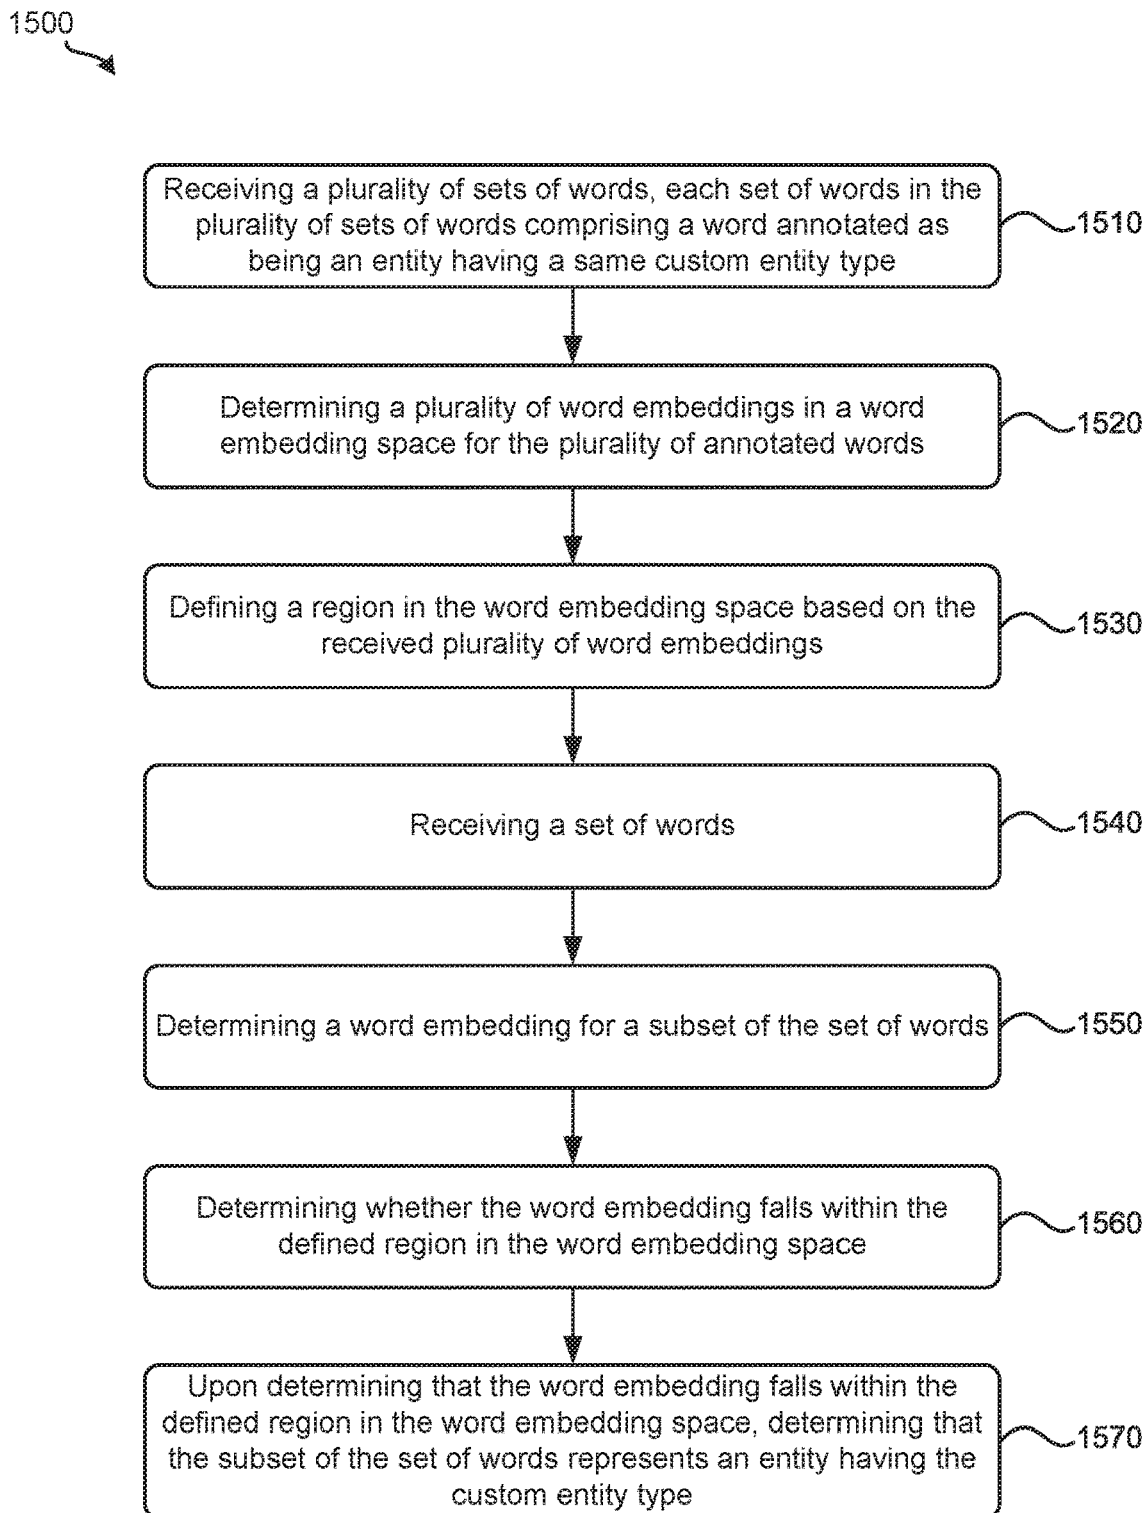 1500
Receiving a plurality of sets of words, each set of words in the
plurality of sets of words comprising a word annotated as
being an entity having a same custom entity type
1510
Determining a plurality of word embeddings in a word
embedding space for the plurality of annotated words
1520
Defining a region in the word embedding space based on the
received plurality of word embeddings
1530
Receiving a set of words
1540
Determining a word embedding for a subset of the set of words
1550
Determining whether the word embedding falls within the
defined region in the word embedding space
1560
Upon determining that the word embedding falls within the
defined region in the word embedding space, determining that
the subset of the set of words represents an entity having the
custom entity type
1570